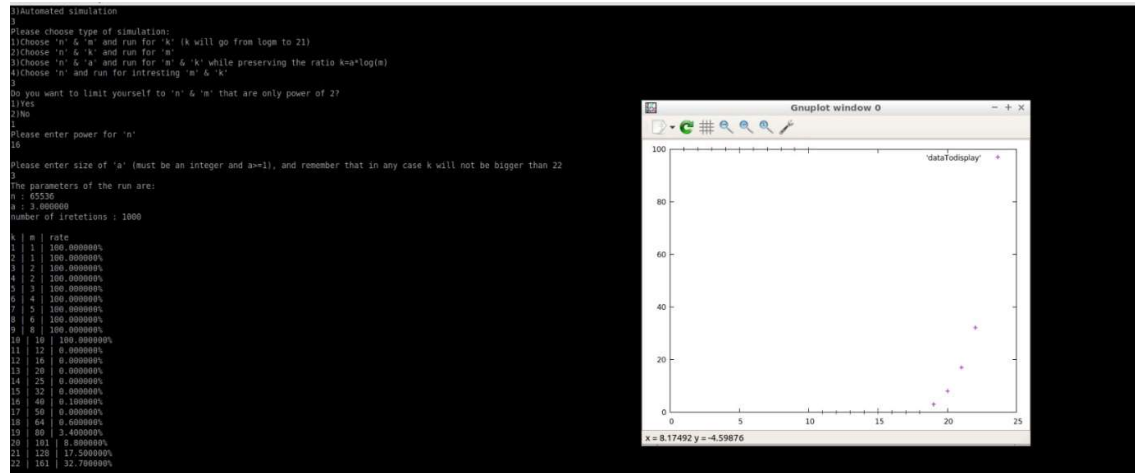 3)Automated simulation
3
Please choose type of simulation:
1)Choose 'n' & 'm' and run for 'k' (k will go from logm to 21)
2)Choose 'n' & 'k' and run for 'm'
3)Choose 'n' & 'a' and run for 'm' & 'k' while preserving the ratio k=a*log(m)
4)Choose 'n' and run for intresting 'm' & 'k'
3
Do you want to limit yourself to 'n' & 'm' that are only power of 2?
1)Yes
2)No
1
Please enter power for 'n'
16
Please enter size of 'a' (must be an integer and a>=1), and remember that in any case k will not be bigger than 22
3
The parameters of the run are:
n : 65536
a : 3.000000
number of iretetions : 1000
k | m | rate
1 | 1 | 100.000000%
2 | 1 | 100.000000%
3 | 2 | 100.000000%
4 | 2 | 100.000000%
5 | 3 | 100.000000%
6 | 4 | 100.000000%
7 | 5 | 100.000000%
8 | 6 | 100.000000%
9 | 8 | 100.000000%
10 | 10 | 100.000000%
11 | 12 | 0.000000%
12 | 16 | 0.000000%
13 | 20 | 0.000000%
14 | 25 | 0.000000%
15 | 32 | 0.000000%
16 | 40 | 0.100000%
17 | 50 | 0.000000%
18 | 64 | 0.600000%
19 | 80 | 3.400000%
20 | 101 | 8.800000%
21 | 128 | 17.500000%
22 | 161 | 32.700000%
Gnuplot window 0
'dataTodisplay'
100
80
60
40
20
0
0 5 10 15 20 25
x = 8.17492 y = -4.59876